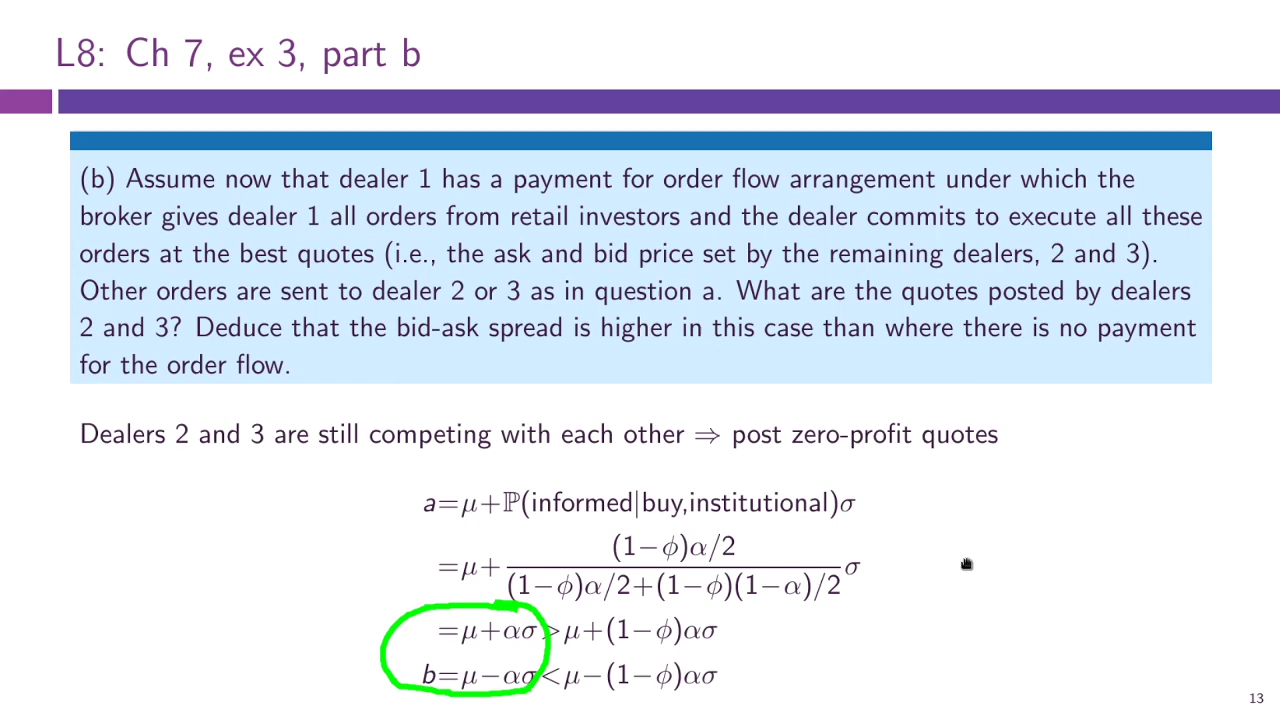 L8: Ch 7, ex 3, part b
(b) Assume now that dealer 1 has a payment for order flow arrangement under which the
broker gives dealer 1 all orders from retail investors and the dealer commits to execute all these
orders at the best quotes (i.e., the ask and bid price set by the remaining dealers, 2 and 3).
Other orders are sent to dealer 2 or 3 as in question a. What are the quotes posted by dealers
2 and 3? Deduce that the bid-ask spread is higher in this case than where there is no payment
for the order flow.
Dealers 2 and 3 are still competing with each other ⇒ post zero-profit quotes
a=μ+ℙ(informed|buy,institutional)σ
=μ+ (1−ϕ)α/2 / (1−ϕ)α/2+(1−ϕ)(1−α)/2 σ
=μ+ασ>μ+(1−ϕ)ασ
b=μ−ασ<μ−(1−ϕ)ασ
13